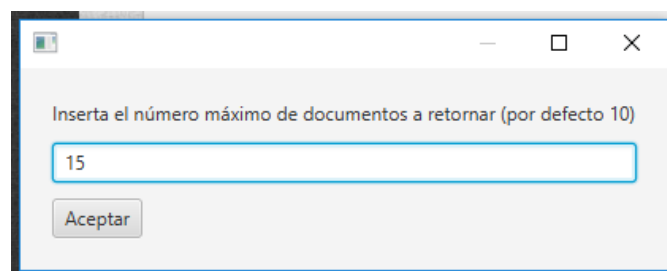 Inserta el número máximo de documentos a retornar (por defecto 10)
15
Aceptar